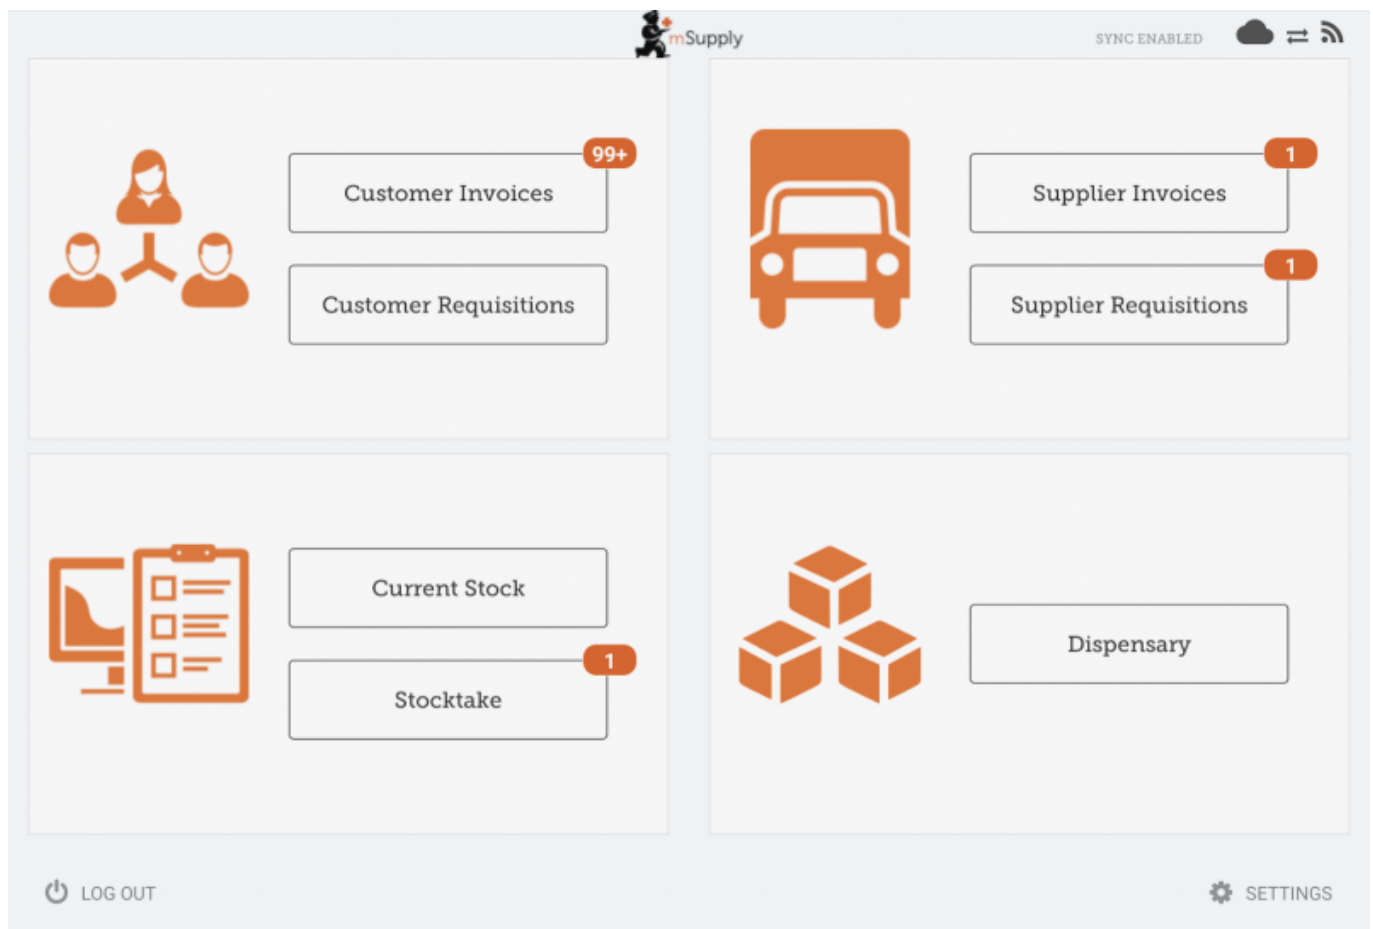 mSupply
SYNC ENABLED
99+
Customer Invoices
Customer Requisitions
1
Supplier Invoices
1
Supplier Requisitions
Current Stock
1
Stocktake
Dispensary
LOG OUT
SETTINGS